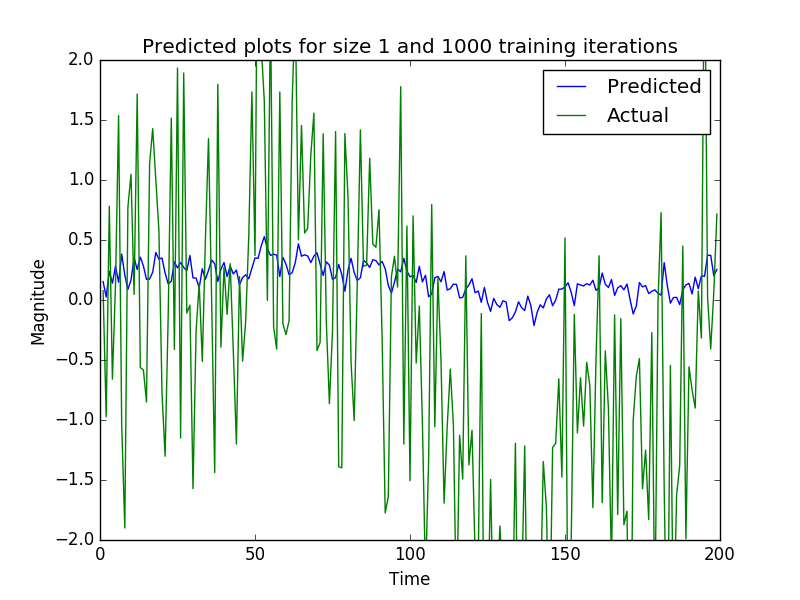 Predicted plots for size 1 and 1000 training iterations
Predicted
Actual
2.0
1.5
1.0
0.5
0.0
−0.5
−1.0
−1.5
−2.0
Magnitude
0 50 100 150 200
Time